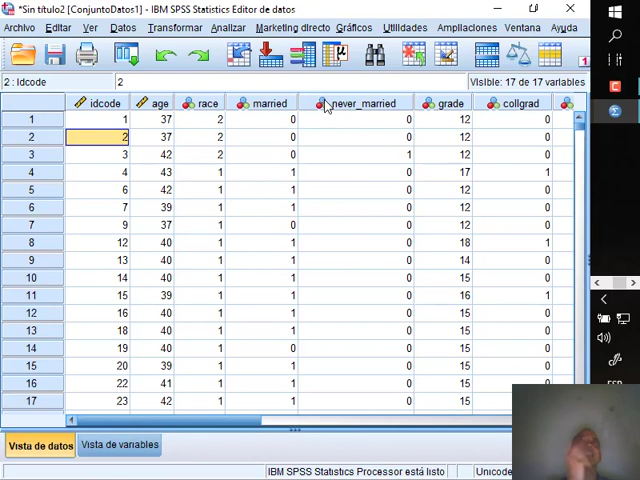 *Sin título2 [ConjuntoDatos1] - IBM SPSS Statistics Editor de datos
Archivo Editar Ver Datos Transformar Analizar Marketing directo Gráficos Utilidades Ampliaciones Ventana Ayuda
2 : Idcode 2 Visible: 17 de 17 variables
idcode age race married never_married grade collgrad
1 1 37 2 0 0 12 0
2 2 37 2 0 0 12 0
3 3 42 2 0 1 12 0
4 4 43 1 1 0 17 1
5 6 42 1 1 0 12 0
6 7 39 1 1 0 12 0
7 9 37 1 0 0 12 0
8 12 40 1 1 0 18 1
9 13 40 1 1 0 14 0
10 14 40 1 1 0 15 0
11 15 39 1 1 0 16 1
12 16 40 1 1 0 15 0
13 18 40 1 1 0 15 0
14 19 40 1 0 0 15 0
15 20 39 1 1 0 15 0
16 22 41 1 1 0 15
17 23 42 1 1 0 15
Vista de datos Vista de variables
IBM SPSS Statistics Processor está listo Unicode